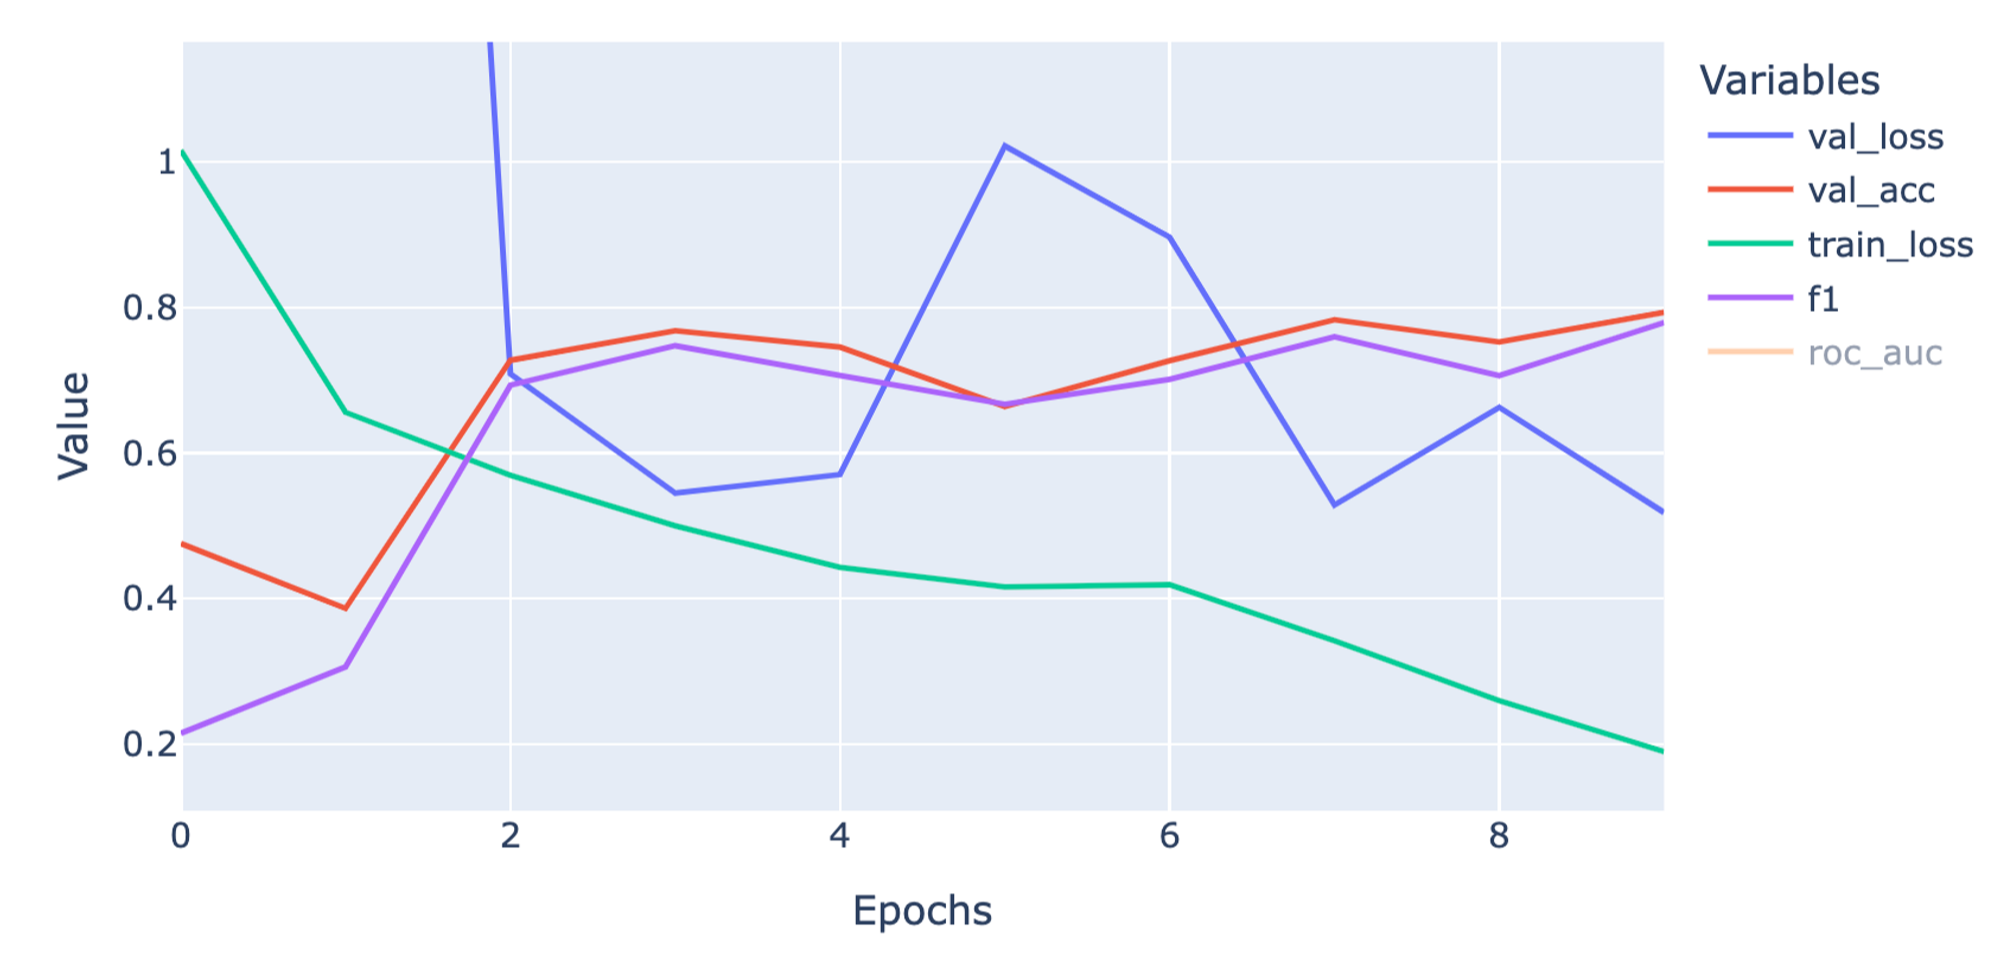 Variables
val_loss
val_acc
train_loss
f1
roc_auc
Value
1
0.8
0.6
0.4
0.2
0 2 4 6 8
Epochs